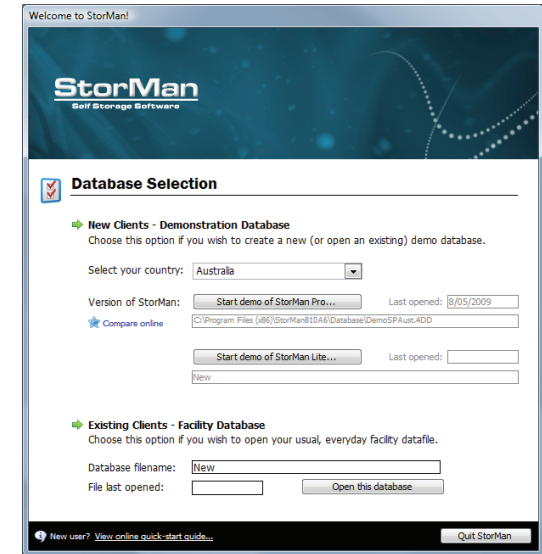 Welcome to StorMan!
StorMan
Self Storage Software
Database Selection
New Clients - Demonstration Database
Choose this option if you wish to create a new (or open an existing) demo database.
Select your country: Australia
Version of StorMan: Start demo of StorMan Pro... Last opened: 8/05/2009
Compare online C:\Program Files (x86)\StorMan810A6\Database\DemoSPAust.4DD
Start demo of StorMan Lite... Last opened:
New
Existing Clients - Facility Database
Choose this option if you wish to open your usual, everyday facility datafile.
Database filename: New
File last opened: Open this database
New user? View online quick-start guide... Quit StorMan